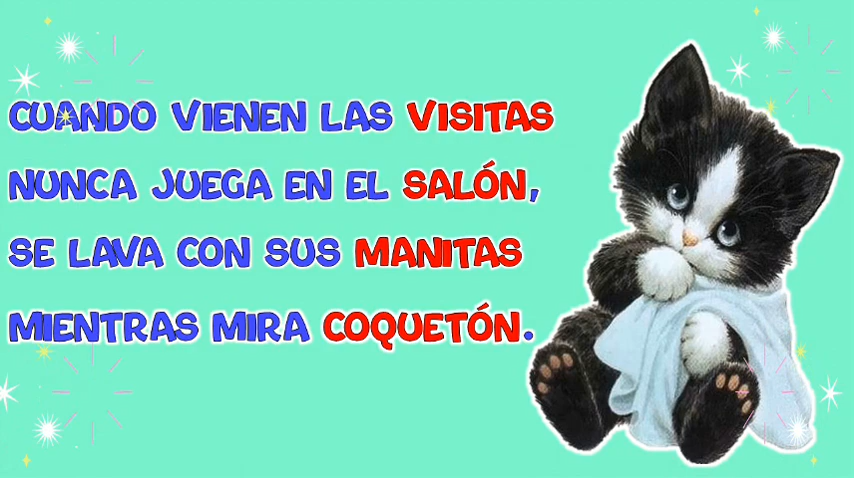 CUANDO VIENEN LAS VISITAS
NUNCA JUEGA EN EL SALÓN,
SE LAVA CON SUS MANITAS
MIENTRAS MIRA COQUETÓN.